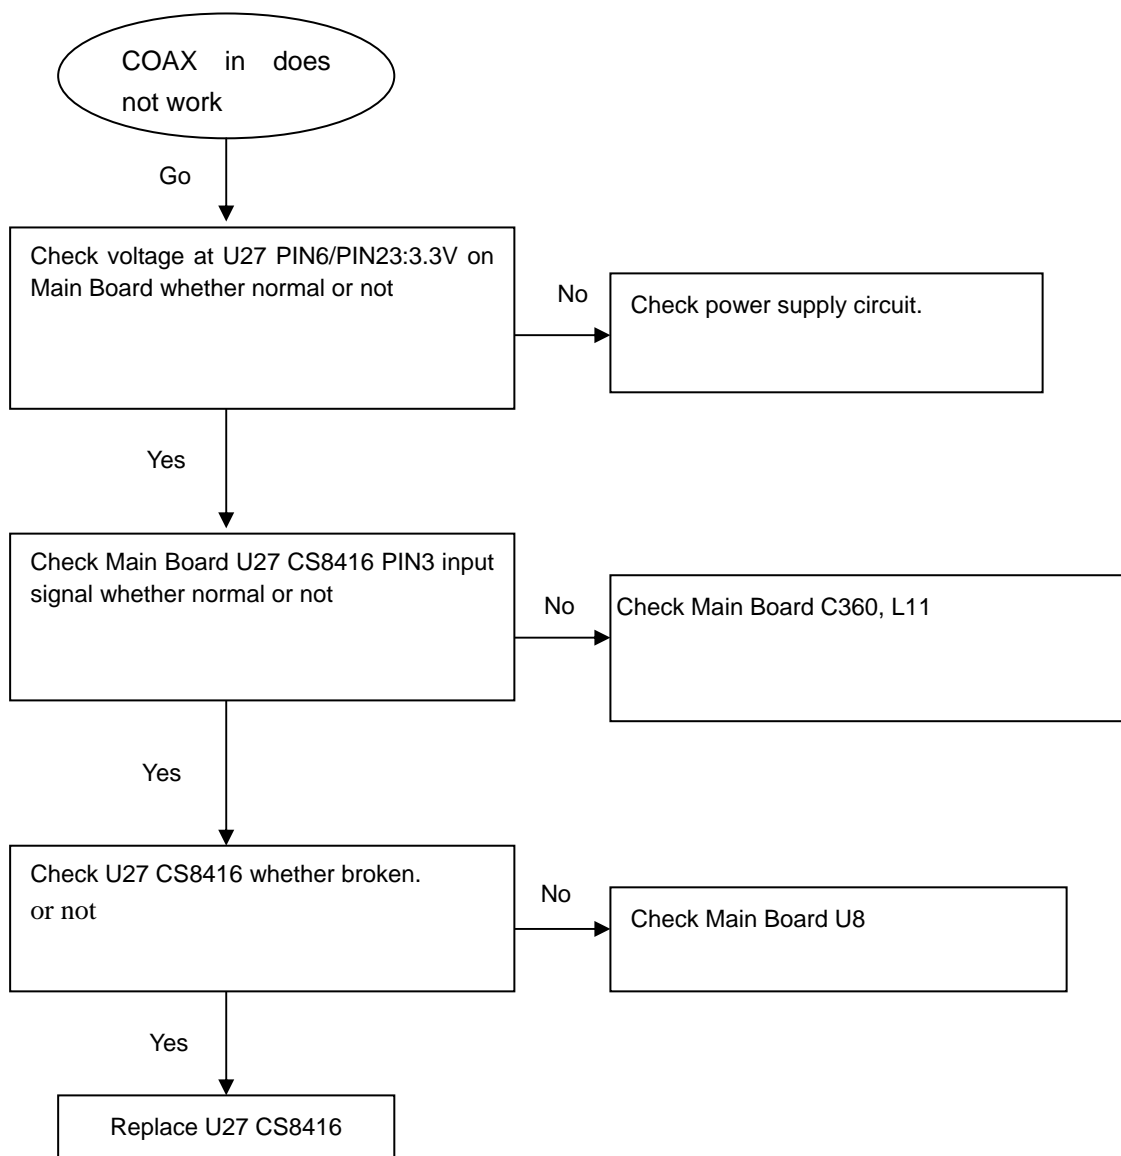 COAX in does
not work
Go
Check voltage at U27 PIN6/PIN23:3.3V on
Main Board whether normal or not
No
Check power supply circuit.
Yes
Check Main Board U27 CS8416 PIN3 input
signal whether normal or not
No
Check Main Board C360, L11
Yes
Check U27 CS8416 whether broken.
or not
No
Check Main Board U8
Yes
Replace U27 CS8416